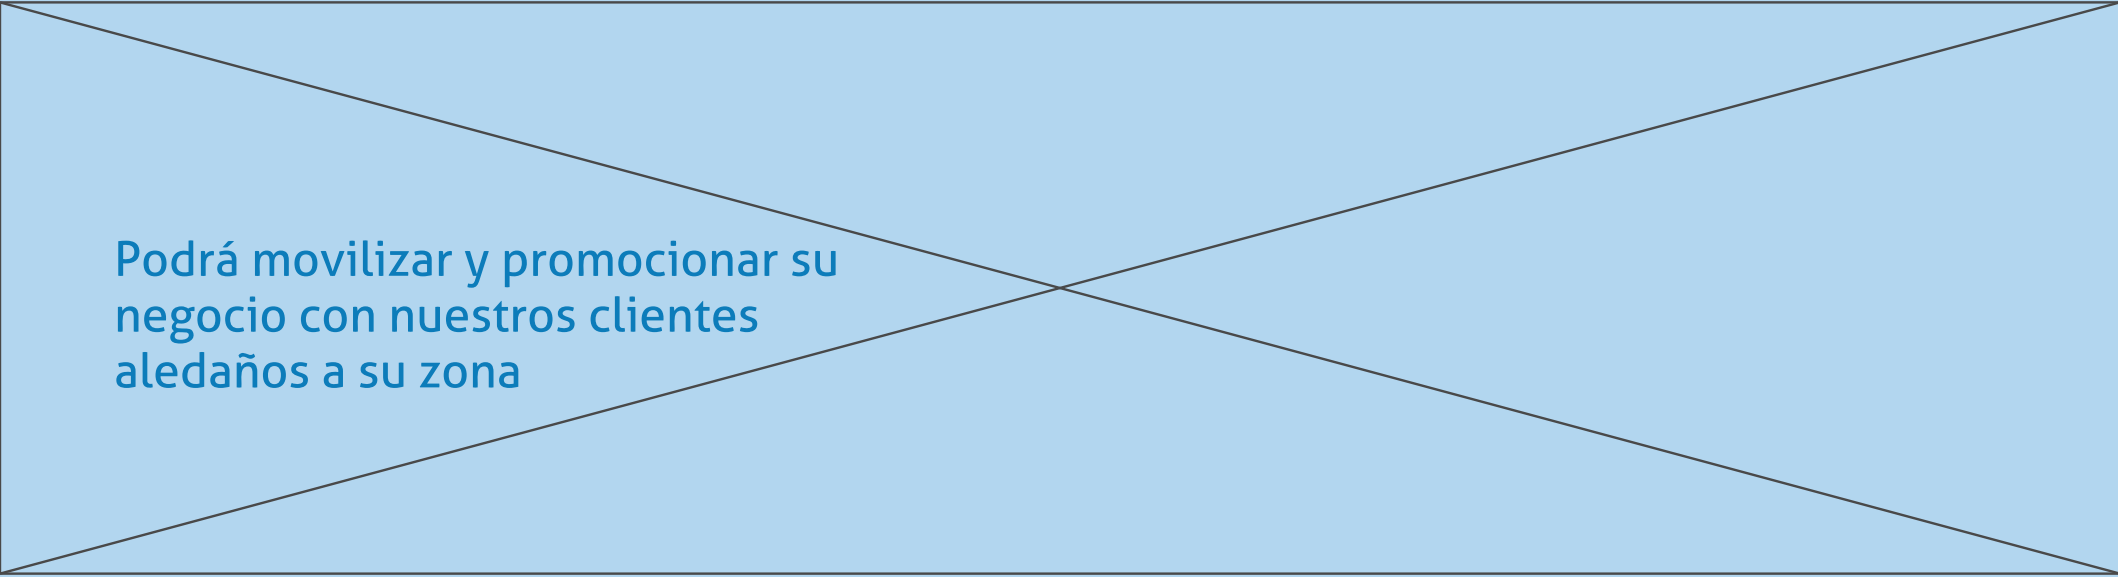 Podrá movilizar y promocionar su
negocio con nuestros clientes
aledaños a su zona